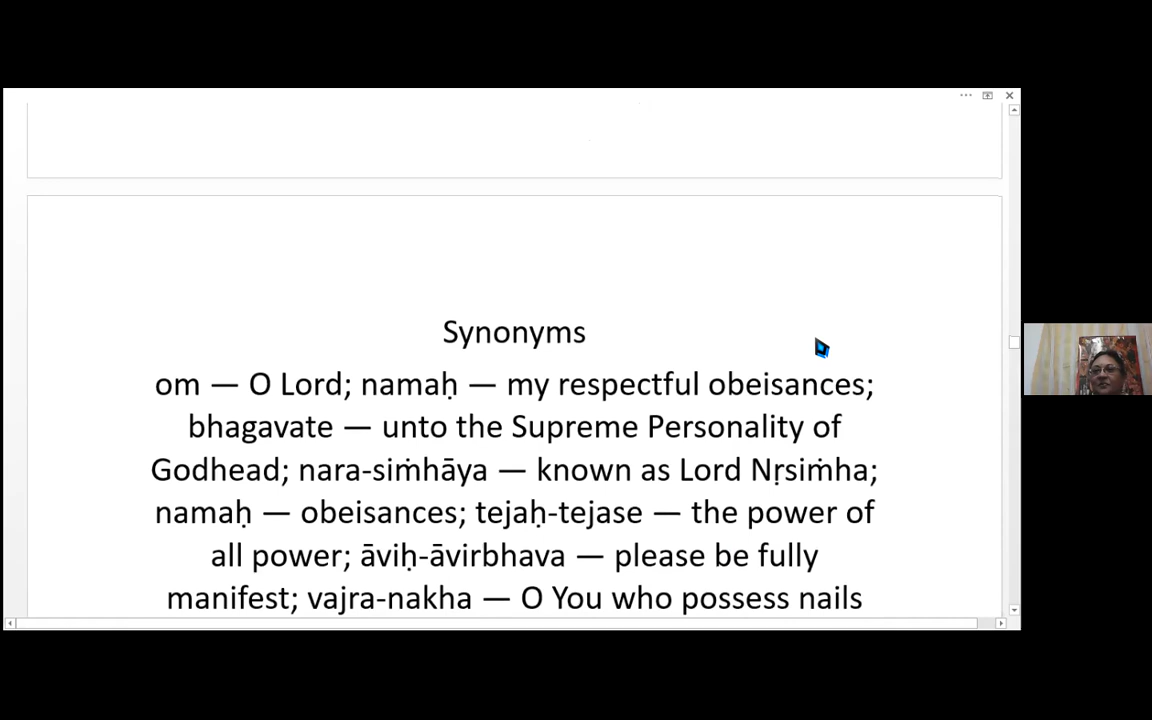 Synonyms
om — O Lord; namaḥ — my respectful obeisances;
bhagavate — unto the Supreme Personality of
Godhead; nara-siṁhāya — known as Lord Nṛsiṁha;
namaḥ — obeisances; tejaḥ-tejase — the power of
all power; āviḥ-āvirbhava — please be fully
manifest; vajra-nakha — O You who possess nails